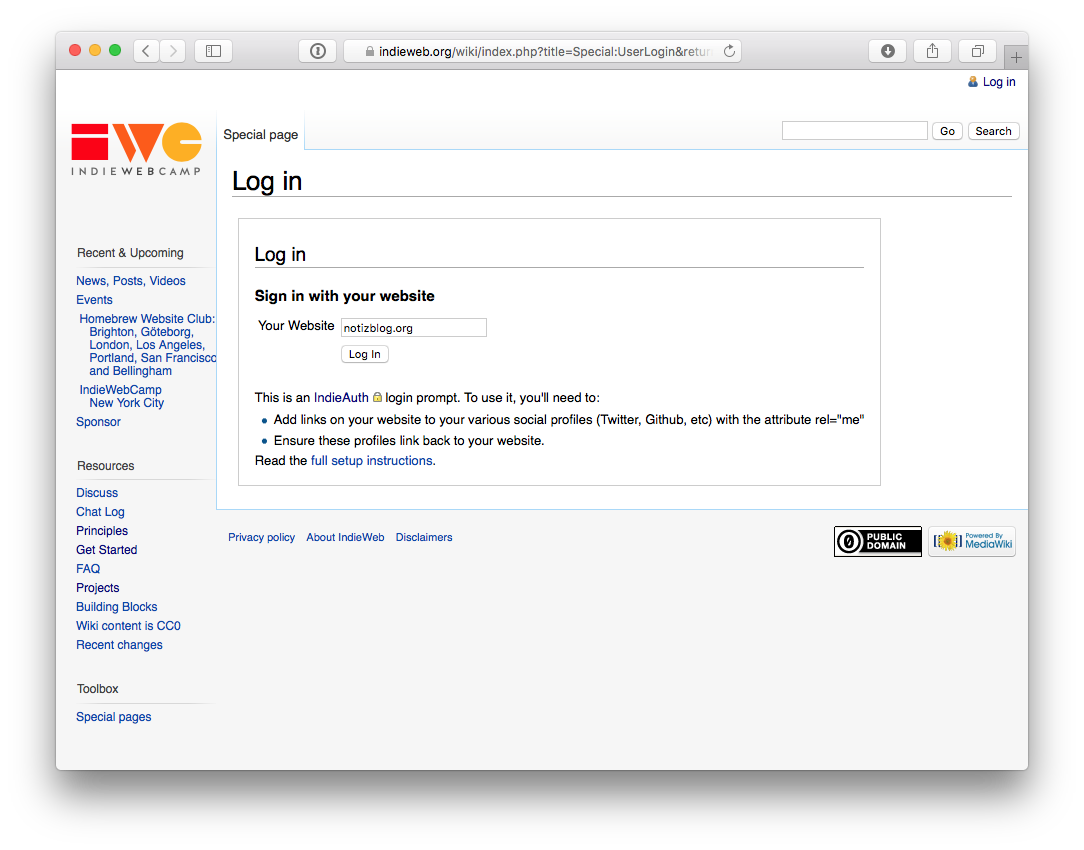 indieweb.org/wiki/index.php?title=Special:UserLogin&retur
Log in
iWC
INDIEWEBCAMP
Special page
Go
Search
Log in
Log in
Sign in with your website
Your Website
notizblog.org
Log In
This is an IndieAuth login prompt. To use it, you'll need to:
Add links on your website to your various social profiles (Twitter, Github, etc) with the attribute rel="me"
Ensure these profiles link back to your website.
Read the full setup instructions.
Recent & Upcoming
News, Posts, Videos
Events
Homebrew Website Club:
Brighton, Göteborg,
London, Los Angeles,
Portland, San Francisco
and Bellingham
IndieWebCamp
New York City
Sponsor
Resources
Discuss
Chat Log
Principles
Get Started
FAQ
Projects
Building Blocks
Wiki content is CC0
Recent changes
Toolbox
Special pages
Privacy policy
About IndieWeb
Disclaimers
PUBLIC
DOMAIN
Powered By
MediaWiki